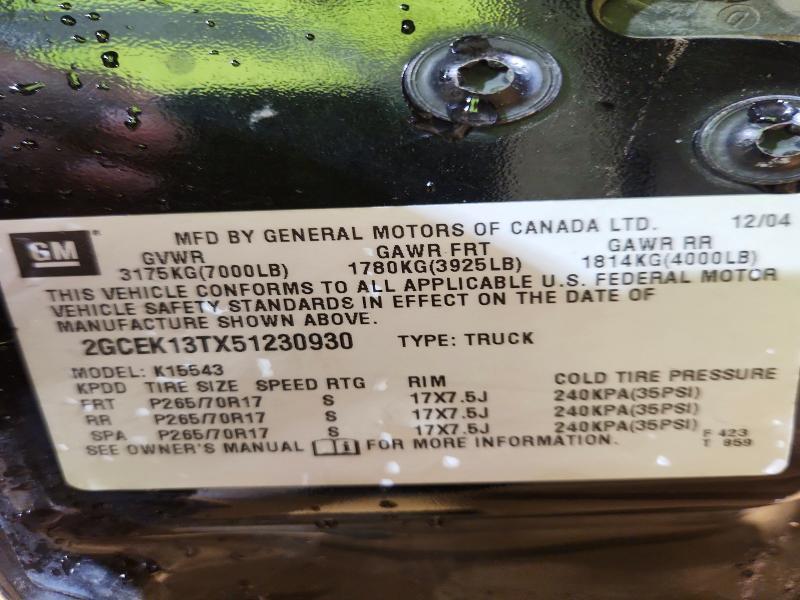 GM
MFD BY GENERAL MOTORS OF CANADA LTD. 12/04
GVWR GAWR FRT GAWR RR
3175KG(7000LB) 1780KG(3925LB) 1814KG(4000LB)
THIS VEHICLE CONFORMS TO ALL APPLICABLE U.S. FEDERAL MOTOR
VEHICLE SAFETY STANDARDS IN EFFECT ON THE DATE OF
MANUFACTURE SHOWN ABOVE.
2GCEK13TX51230930 TYPE: TRUCK
MODEL: K15543
KPDD TIRE SIZE SPEED RTG RIM COLD TIRE PRESSURE
FRT P265/70R17 S 17X7.5J 240KPA(35PSI)
RR P265/70R17 S 17X7.5J 240KPA(35PSI)
SPA P265/70R17 S 17X7.5J 240KPA(35PSI)
SEE OWNER'S MANUAL FOR MORE INFORMATION. F 423
T 859